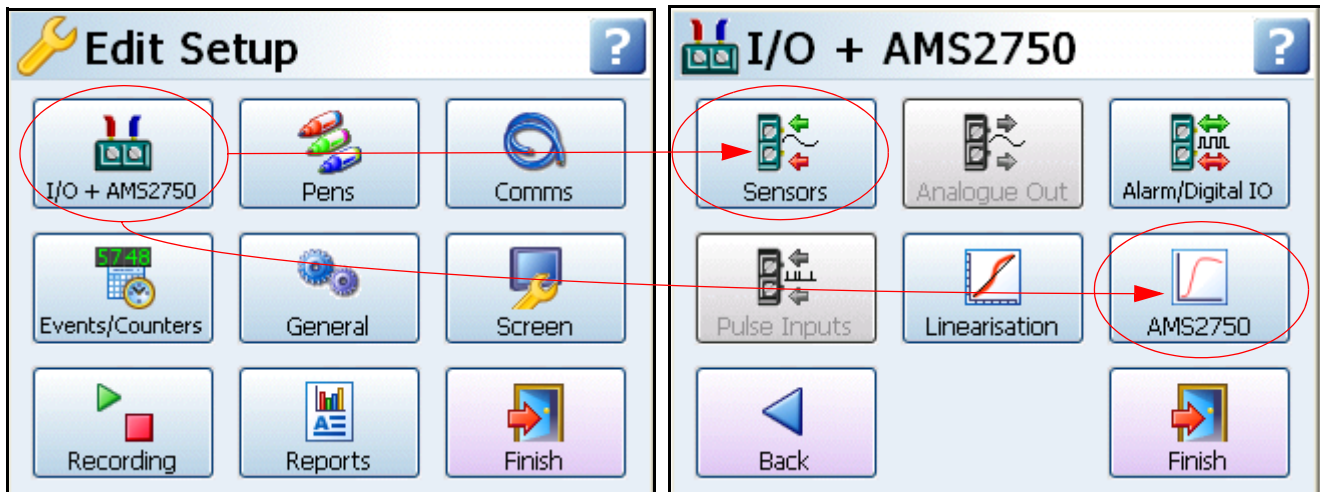 Edit Setup
?
I/O + AMS2750
Pens
Comms
57:48
Events/Counters
General
Screen
A
Recording
Reports
Finish
I/O + AMS2750
?
Sensors
Analogue Out
Alarm/Digital IO
Pulse Inputs
Linearisation
AMS2750
Back
Finish